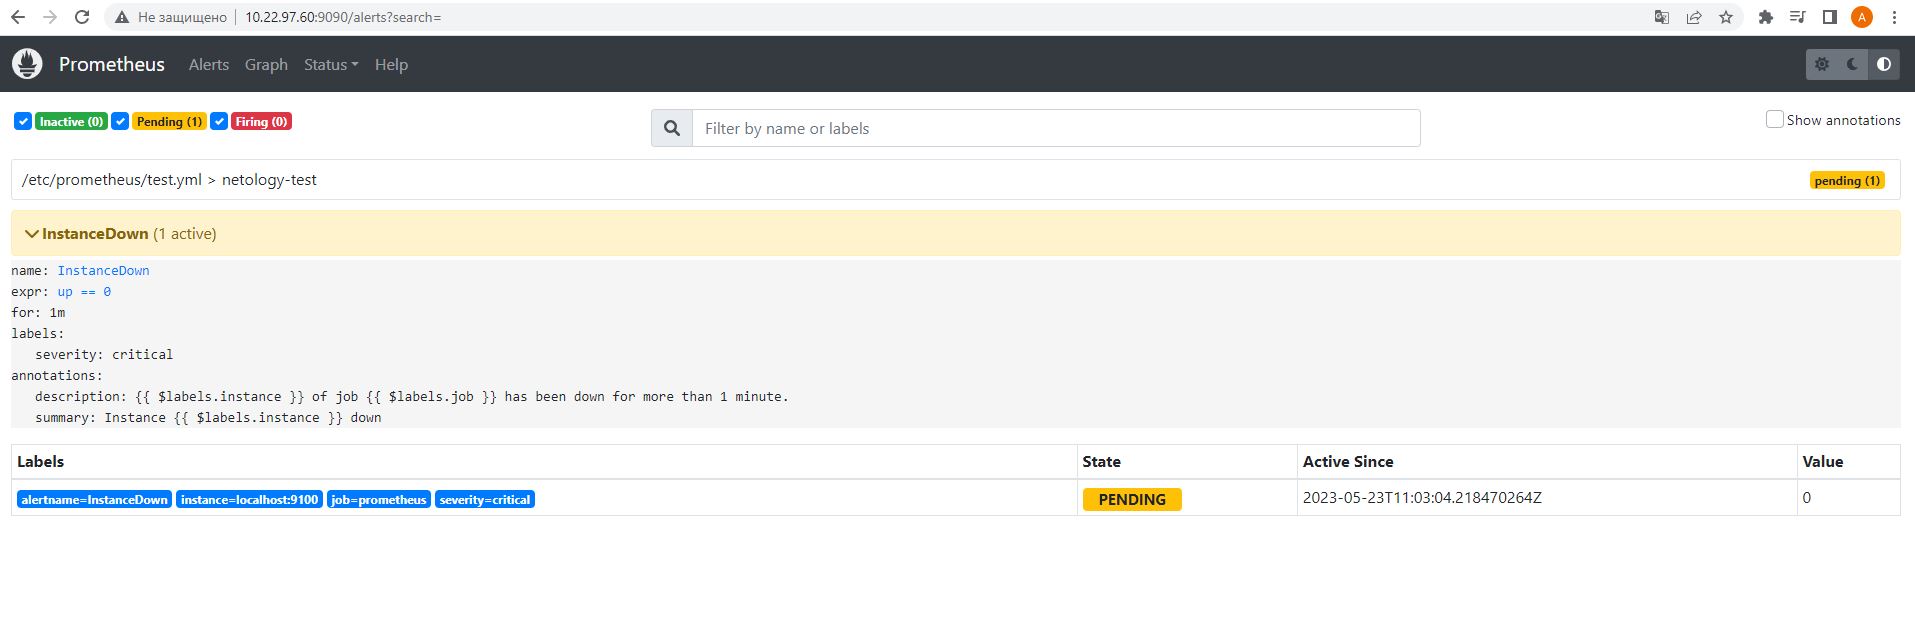 Не защищено 10.22.97.60:9090/alerts?search= A
Prometheus Alerts Graph Status Help
Inactive (0) Pending (1) Firing (0) Filter by name or labels Show annotations
/etc/prometheus/test.yml > netology-test pending (1)
InstanceDown (1 active)
name: InstanceDown
expr: up == 0
for: 1m
labels:
severity: critical
annotations:
description: {{ $labels.instance }} of job {{ $labels.job }} has been down for more than 1 minute.
summary: Instance {{ $labels.instance }} down
Labels State Active Since Value
alertname=InstanceDown instance=localhost:9100 job=prometheus severity=critical PENDING 2023-05-23T11:03:04.218470264Z 0